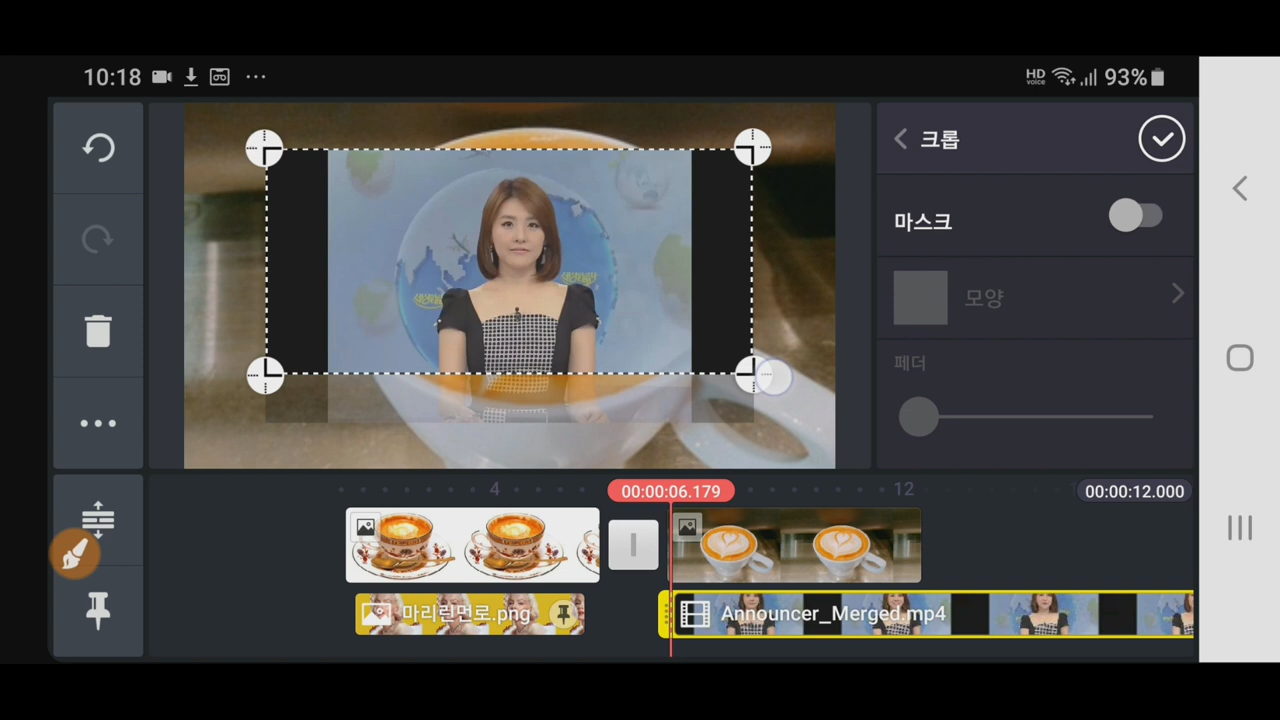 10:18
HD voice
93%
크롭
마스크
모양
페더
4
12
00:00:06.179
00:00:12.000
마리린먼로.png
Announcer_Merged.mp4